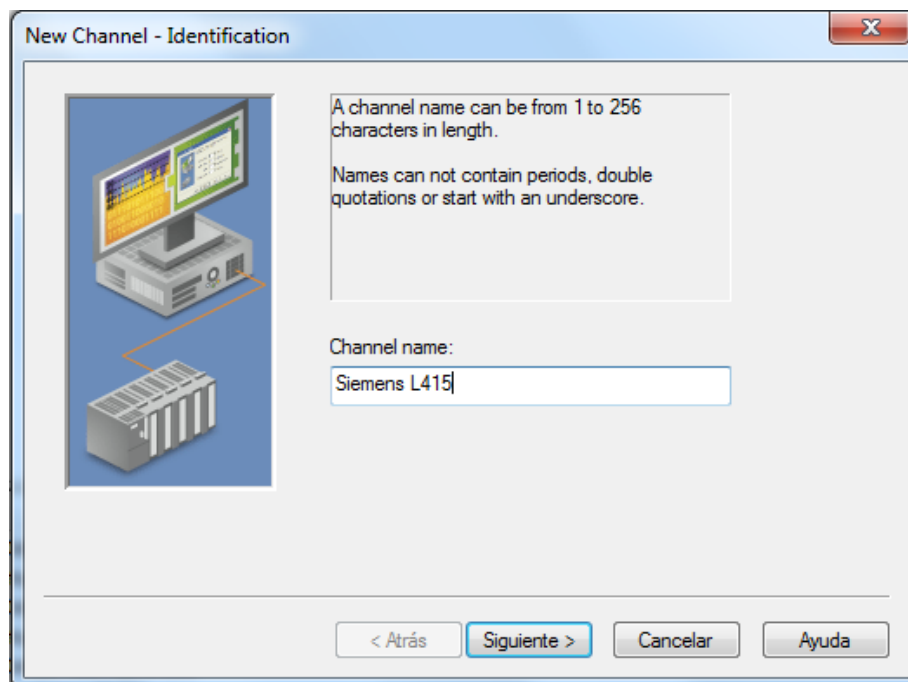 New Channel - Identification
A channel name can be from 1 to 256
characters in length.
Names can not contain periods, double
quotations or start with an underscore.
Channel name:
Siemens L415
< Atrás
Siguiente >
Cancelar
Ayuda